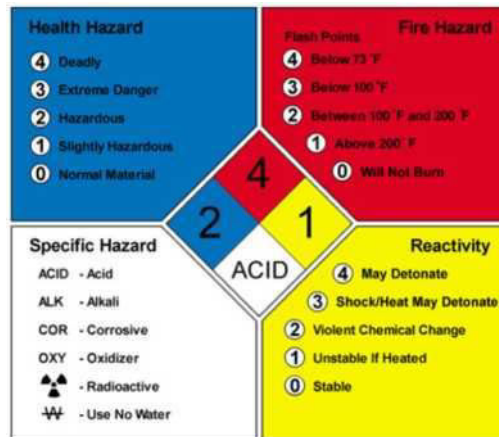 Health Hazard
4 Deadly
3 Extreme Danger
2 Hazardous
1 Slightly Hazardous
0 Normal Material
Fire Hazard
Flash Points
4 Below 73 °F
3 Below 100 °F
2 Between 100 °F and 200 °F
1 Above 200 °F
0 Will Not Burn
4
2
1
ACID
Specific Hazard
ACID - Acid
ALK - Alkali
COR - Corrosive
OXY - Oxidizer
- Radioactive
W - Use No Water
Reactivity
4 May Detonate
3 Shock/Heat May Detonate
2 Violent Chemical Change
1 Unstable If Heated
0 Stable